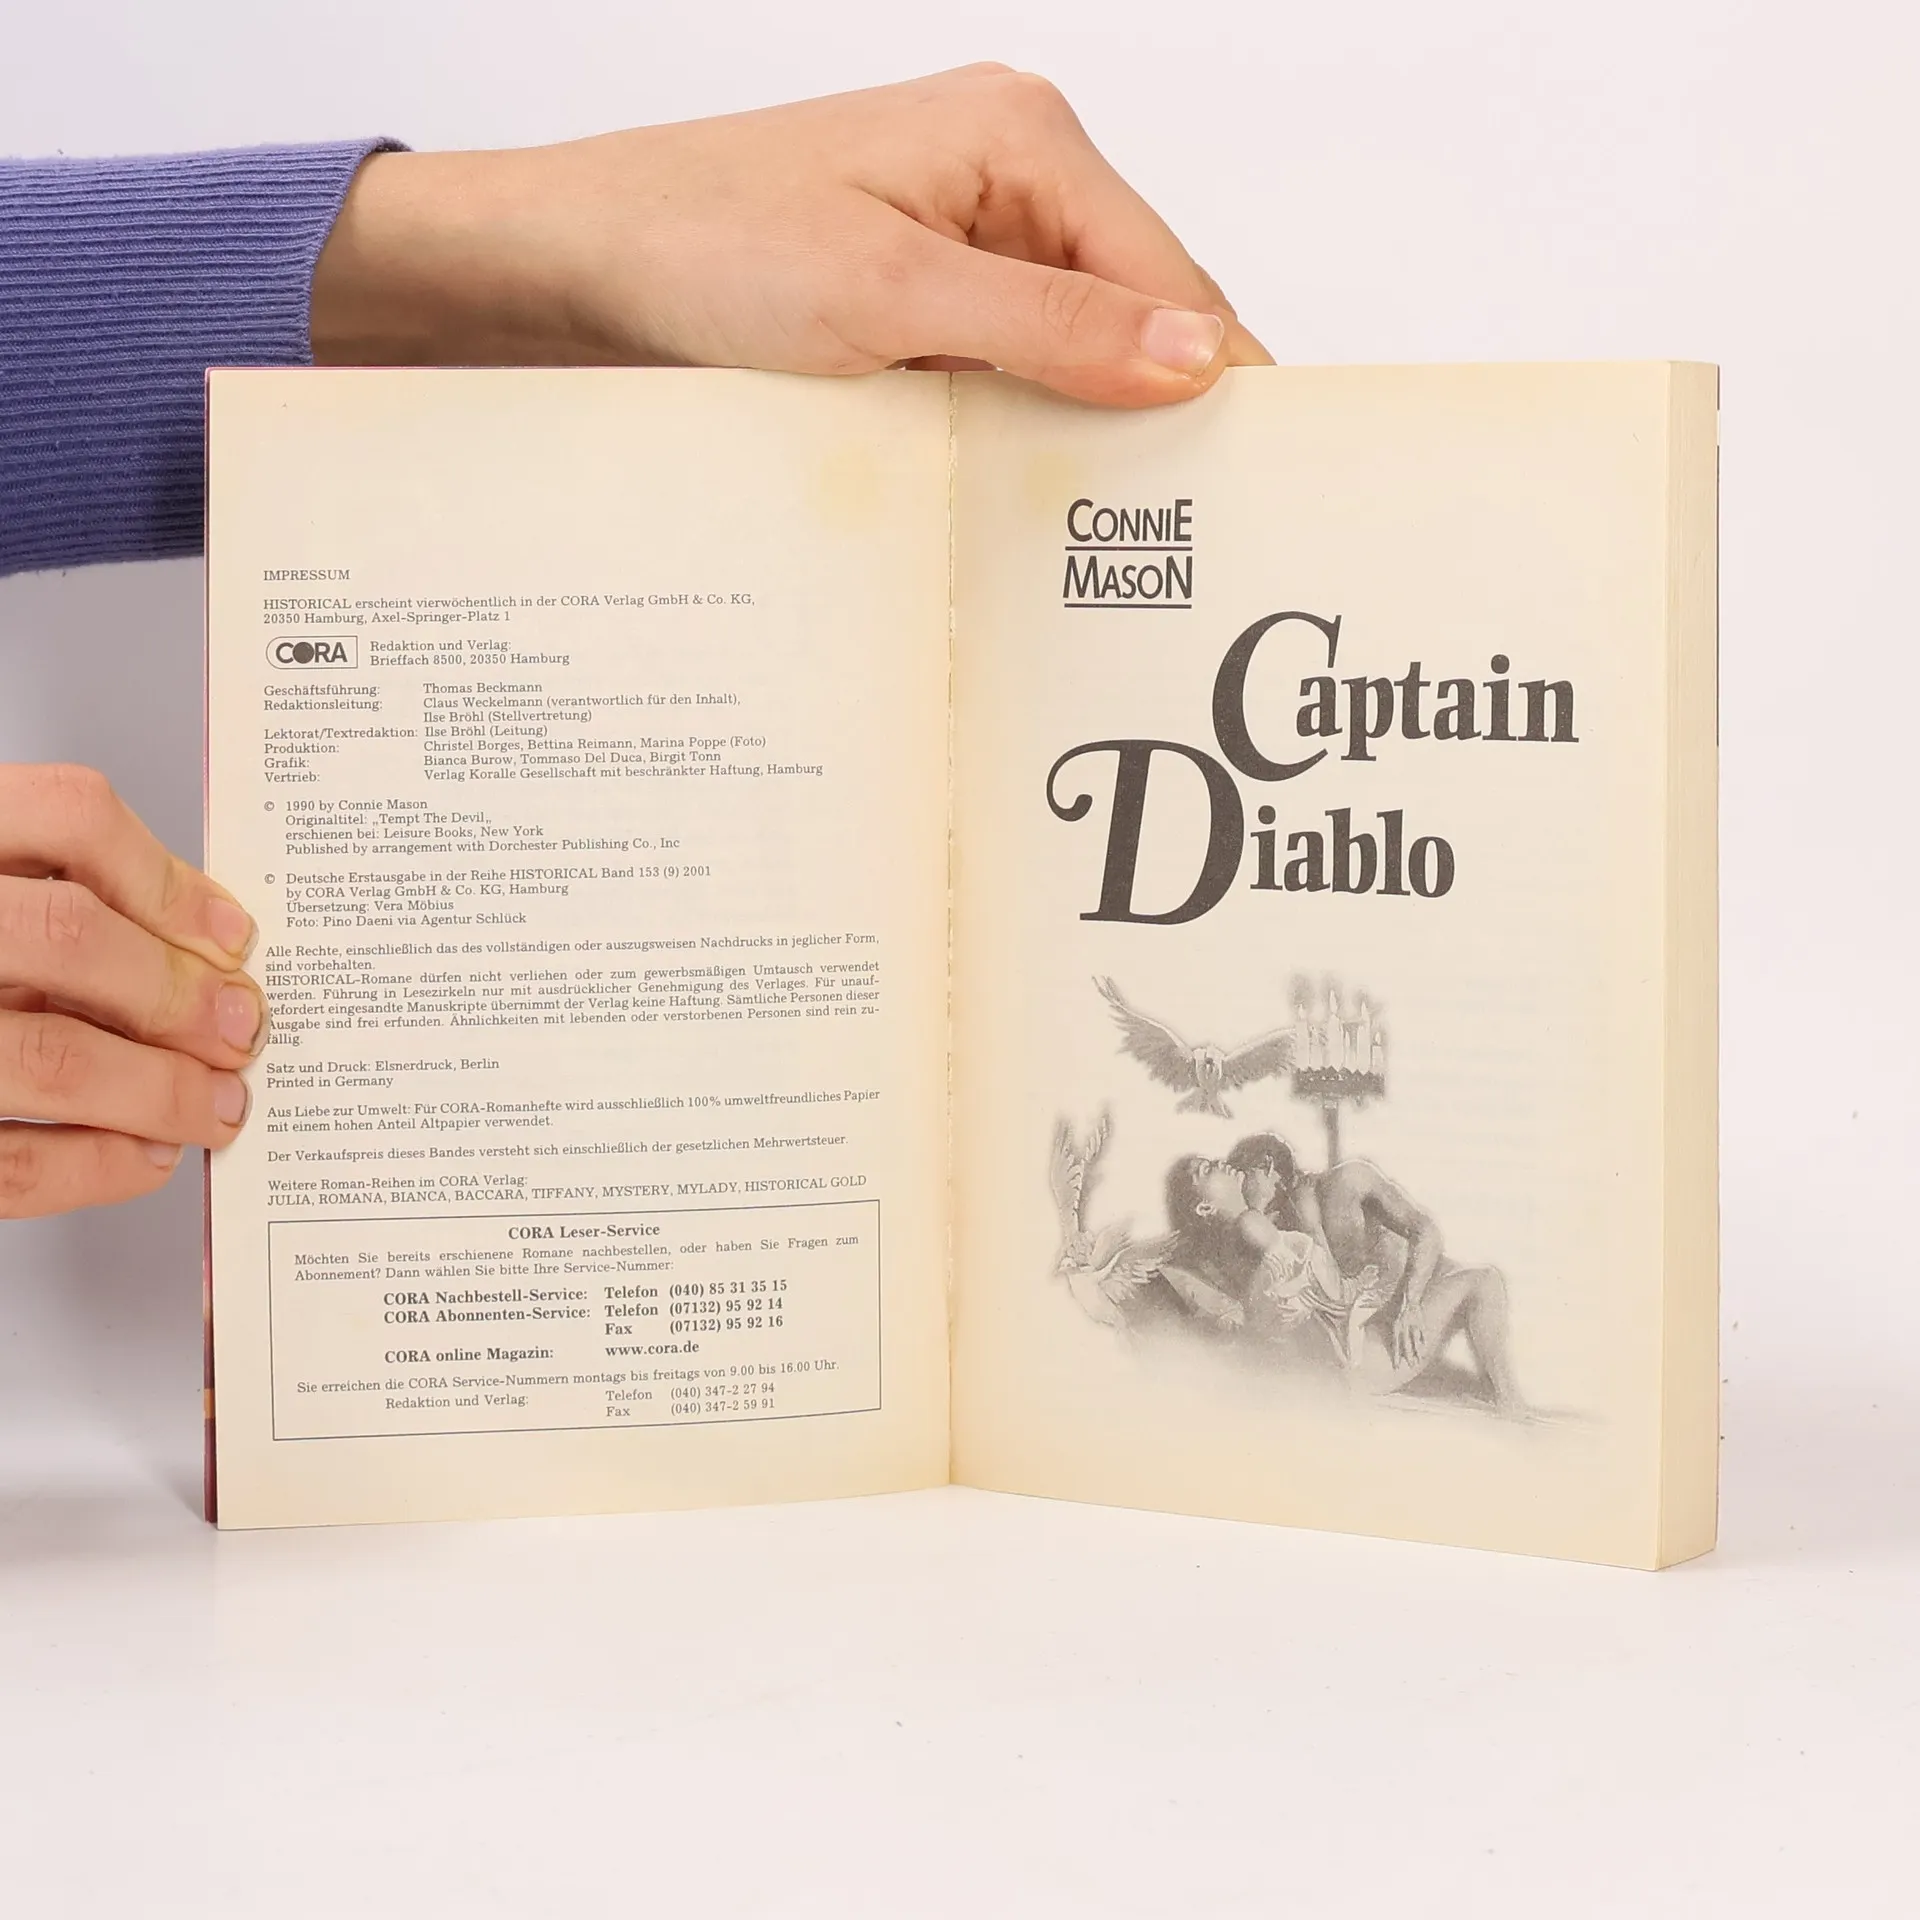 IMPRESSUM
HISTORICAL erscheint vierwöchentlich in der CORA Verlag GmbH & Co. KG,
20350 Hamburg, Axel-Springer-Platz 1
CORA
Redaktion und Verlag:
Brieffach 8500, 20350 Hamburg
Geschäftsführung: Thomas Beckmann
Redaktionsleitung: Claus Weckelmann (verantwortlich für den Inhalt),
Ilse Bröhl (Stellvertretung)
Lektorat/Textredaktion: Ilse Bröhl (Leitung)
Produktion: Christel Borges, Bettina Reimann, Marina Poppe (Foto)
Grafik: Bianca Burow, Tommaso Del Duca, Birgit Tonn
Vertrieb: Verlag Koralle Gesellschaft mit beschränkter Haftung, Hamburg
© 1990 by Connie Mason
Originaltitel: „Tempt The Devil„
erschienen bei: Leisure Books, New York
Published by arrangement with Dorchester Publishing Co., Inc
© Deutsche Erstausgabe in der Reihe HISTORICAL Band 153 (9) 2001
by CORA Verlag GmbH & Co. KG, Hamburg
Übersetzung: Vera Möbius
Foto: Pino Daeni via Agentur Schlück
Alle Rechte, einschließlich das des vollständigen oder auszugsweisen Nachdrucks in jeglicher Form,
sind vorbehalten.
HISTORICAL-Romane dürfen nicht verliehen oder zum gewerbsmäßigen Umtausch verwendet
werden. Führung in Lesezirkeln nur mit ausdrücklicher Genehmigung des Verlages. Für unauf-
gefordert eingesandte Manuskripte übernimmt der Verlag keine Haftung. Sämtliche Personen dieser
Ausgabe sind frei erfunden. Ähnlichkeiten mit lebenden oder verstorbenen Personen sind rein zu-
fällig.
Satz und Druck: Elsnerdruck, Berlin
Printed in Germany
Aus Liebe zur Umwelt: Für CORA-Romanhefte wird ausschließlich 100% umweltfreundliches Papier
mit einem hohen Anteil Altpapier verwendet.
Der Verkaufspreis dieses Bandes versteht sich einschließlich der gesetzlichen Mehrwertsteuer.
Weitere Roman-Reihen im CORA Verlag:
JULIA, ROMANA, BIANCA, BACCARA, TIFFANY, MYSTERY, MYLADY, HISTORICAL GOLD
CORA Leser-Service
Möchten Sie bereits erschienene Romane nachbestellen, oder haben Sie Fragen zum
Abonnement? Dann wählen Sie bitte Ihre Service-Nummer:
CORA Nachbestell-Service: Telefon (040) 85 31 35 15
CORA Abonnenten-Service: Telefon (07132) 95 92 14
Fax (07132) 95 92 16
CORA online Magazin: www.cora.de
Sie erreichen die CORA Service-Nummern montags bis freitags von 9.00 bis 16.00 Uhr.
Redaktion und Verlag: Telefon (040) 347-2 27 94
Fax (040) 347-2 59 91
CONNIE
MASON
Captain
Diablo